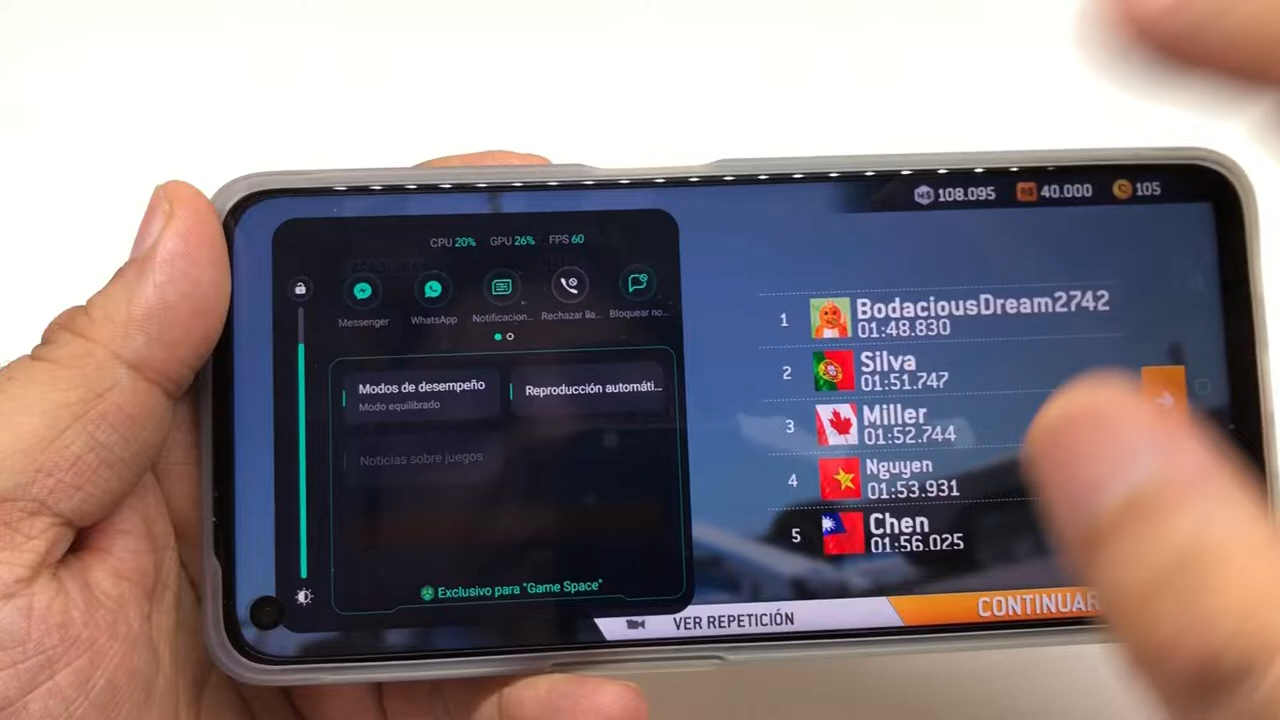 M$ 108.095 R$ 40.000 105
CPU 20% GPU 26% FPS 60
Messenger WhatsApp Notificacion... Rechazar lla... Bloquear no...
Modos de desempeño
Modo equilibrado
Reproducción automáti...
Noticias sobre juegos
Exclusivo para "Game Space"
1 BodaciousDream2742
01:48.830
2 Silva
01:51.747
3 Miller
01:52.744
4 Nguyen
01:53.931
5 Chen
01:56.025
VER REPETICIÓN
CONTINUAR